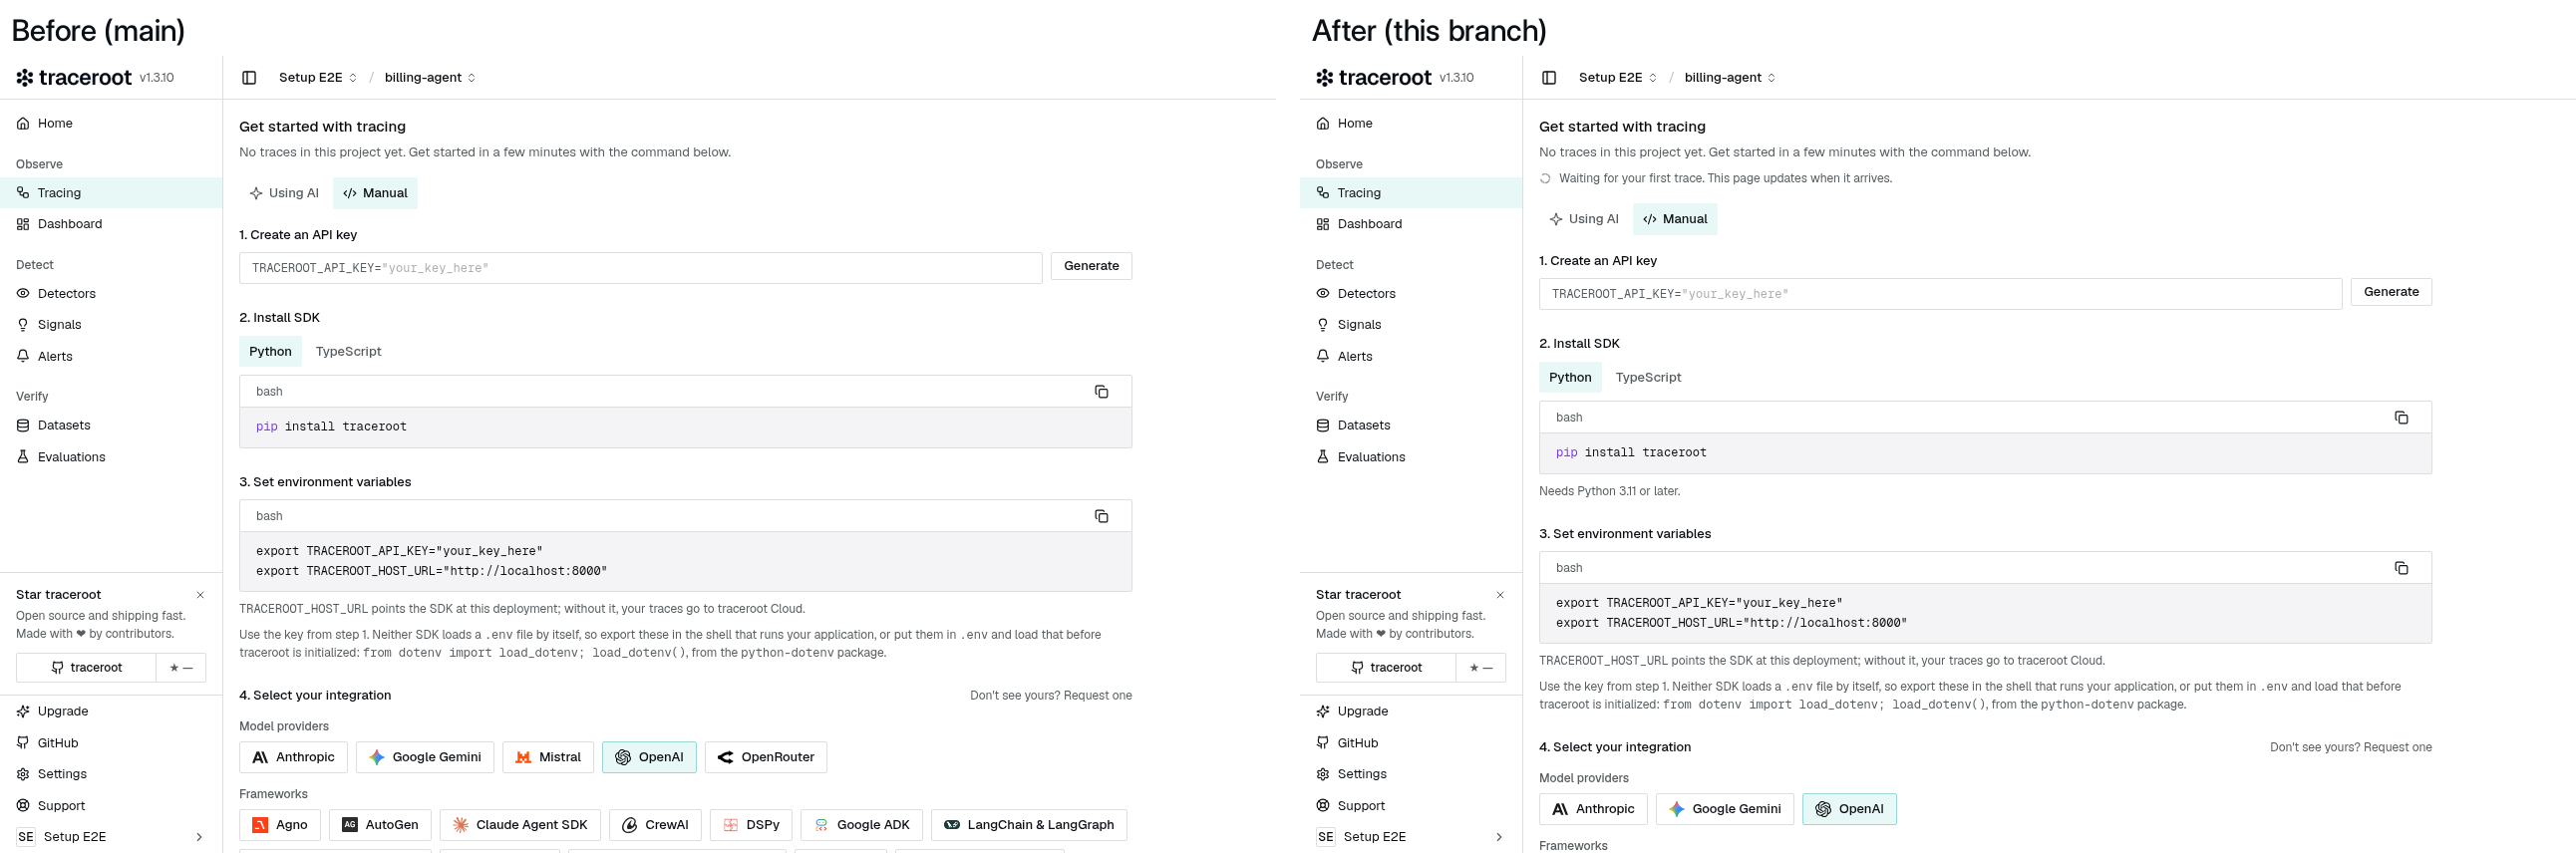 Before (main)
traceroot v1.3.10
Setup E2E / billing-agent
Home
Observe
Tracing
Dashboard
Detect
Detectors
Signals
Alerts
Verify
Datasets
Evaluations
Star traceroot
Open source and shipping fast.
Made with ❤ by contributors.
traceroot ★ —
Upgrade
GitHub
Settings
Support
SE Setup E2E
Get started with tracing
No traces in this project yet. Get started in a few minutes with the command below.
Using AI Manual
1. Create an API key
TRACEROOT_API_KEY="your_key_here" Generate
2. Install SDK
Python TypeScript
bash
pip install traceroot
3. Set environment variables
bash
export TRACEROOT_API_KEY="your_key_here"
export TRACEROOT_HOST_URL="http://localhost:8000"
TRACEROOT_HOST_URL points the SDK at this deployment; without it, your traces go to traceroot Cloud.
Use the key from step 1. Neither SDK loads a .env file by itself, so export these in the shell that runs your application, or put them in .env and load that before
traceroot is initialized: from dotenv import load_dotenv; load_dotenv(), from the python-dotenv package.
4. Select your integration Don't see yours? Request one
Model providers
Anthropic Google Gemini Mistral OpenAI OpenRouter
Frameworks
Agno AG AutoGen Claude Agent SDK CrewAI DSPy Google ADK LangChain & LangGraph
After (this branch)
traceroot v1.3.10
Setup E2E / billing-agent
Home
Observe
Tracing
Dashboard
Detect
Detectors
Signals
Alerts
Verify
Datasets
Evaluations
Star traceroot
Open source and shipping fast.
Made with ❤ by contributors.
traceroot ★ —
Upgrade
GitHub
Settings
Support
SE Setup E2E
Get started with tracing
No traces in this project yet. Get started in a few minutes with the command below.
Waiting for your first trace. This page updates when it arrives.
Using AI Manual
1. Create an API key
TRACEROOT_API_KEY="your_key_here" Generate
2. Install SDK
Python TypeScript
bash
pip install traceroot
Needs Python 3.11 or later.
3. Set environment variables
bash
export TRACEROOT_API_KEY="your_key_here"
export TRACEROOT_HOST_URL="http://localhost:8000"
TRACEROOT_HOST_URL points the SDK at this deployment; without it, your traces go to traceroot Cloud.
Use the key from step 1. Neither SDK loads a .env file by itself, so export these in the shell that runs your application, or put them in .env and load that before
traceroot is initialized: from dotenv import load_dotenv; load_dotenv(), from the python-dotenv package.
4. Select your integration Don't see yours? Request one
Model providers
Anthropic Google Gemini OpenAI
Frameworks